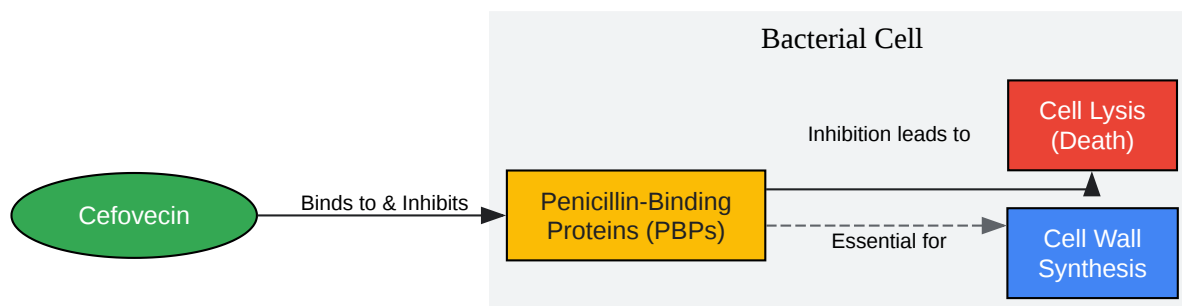 Bacterial Cell
Cefovecin
Binds to & Inhibits
Penicillin-Binding
Proteins (PBPs)
Inhibition leads to
Cell Lysis
(Death)
Essential for
Cell Wall
Synthesis